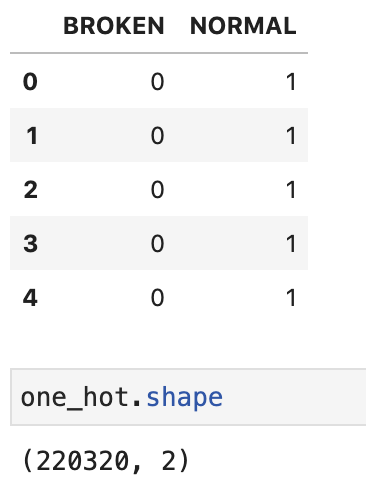 BROKEN NORMAL
0 0 1
1 0 1
2 0 1
3 0 1
4 0 1
one_hot.shape
(220320, 2)